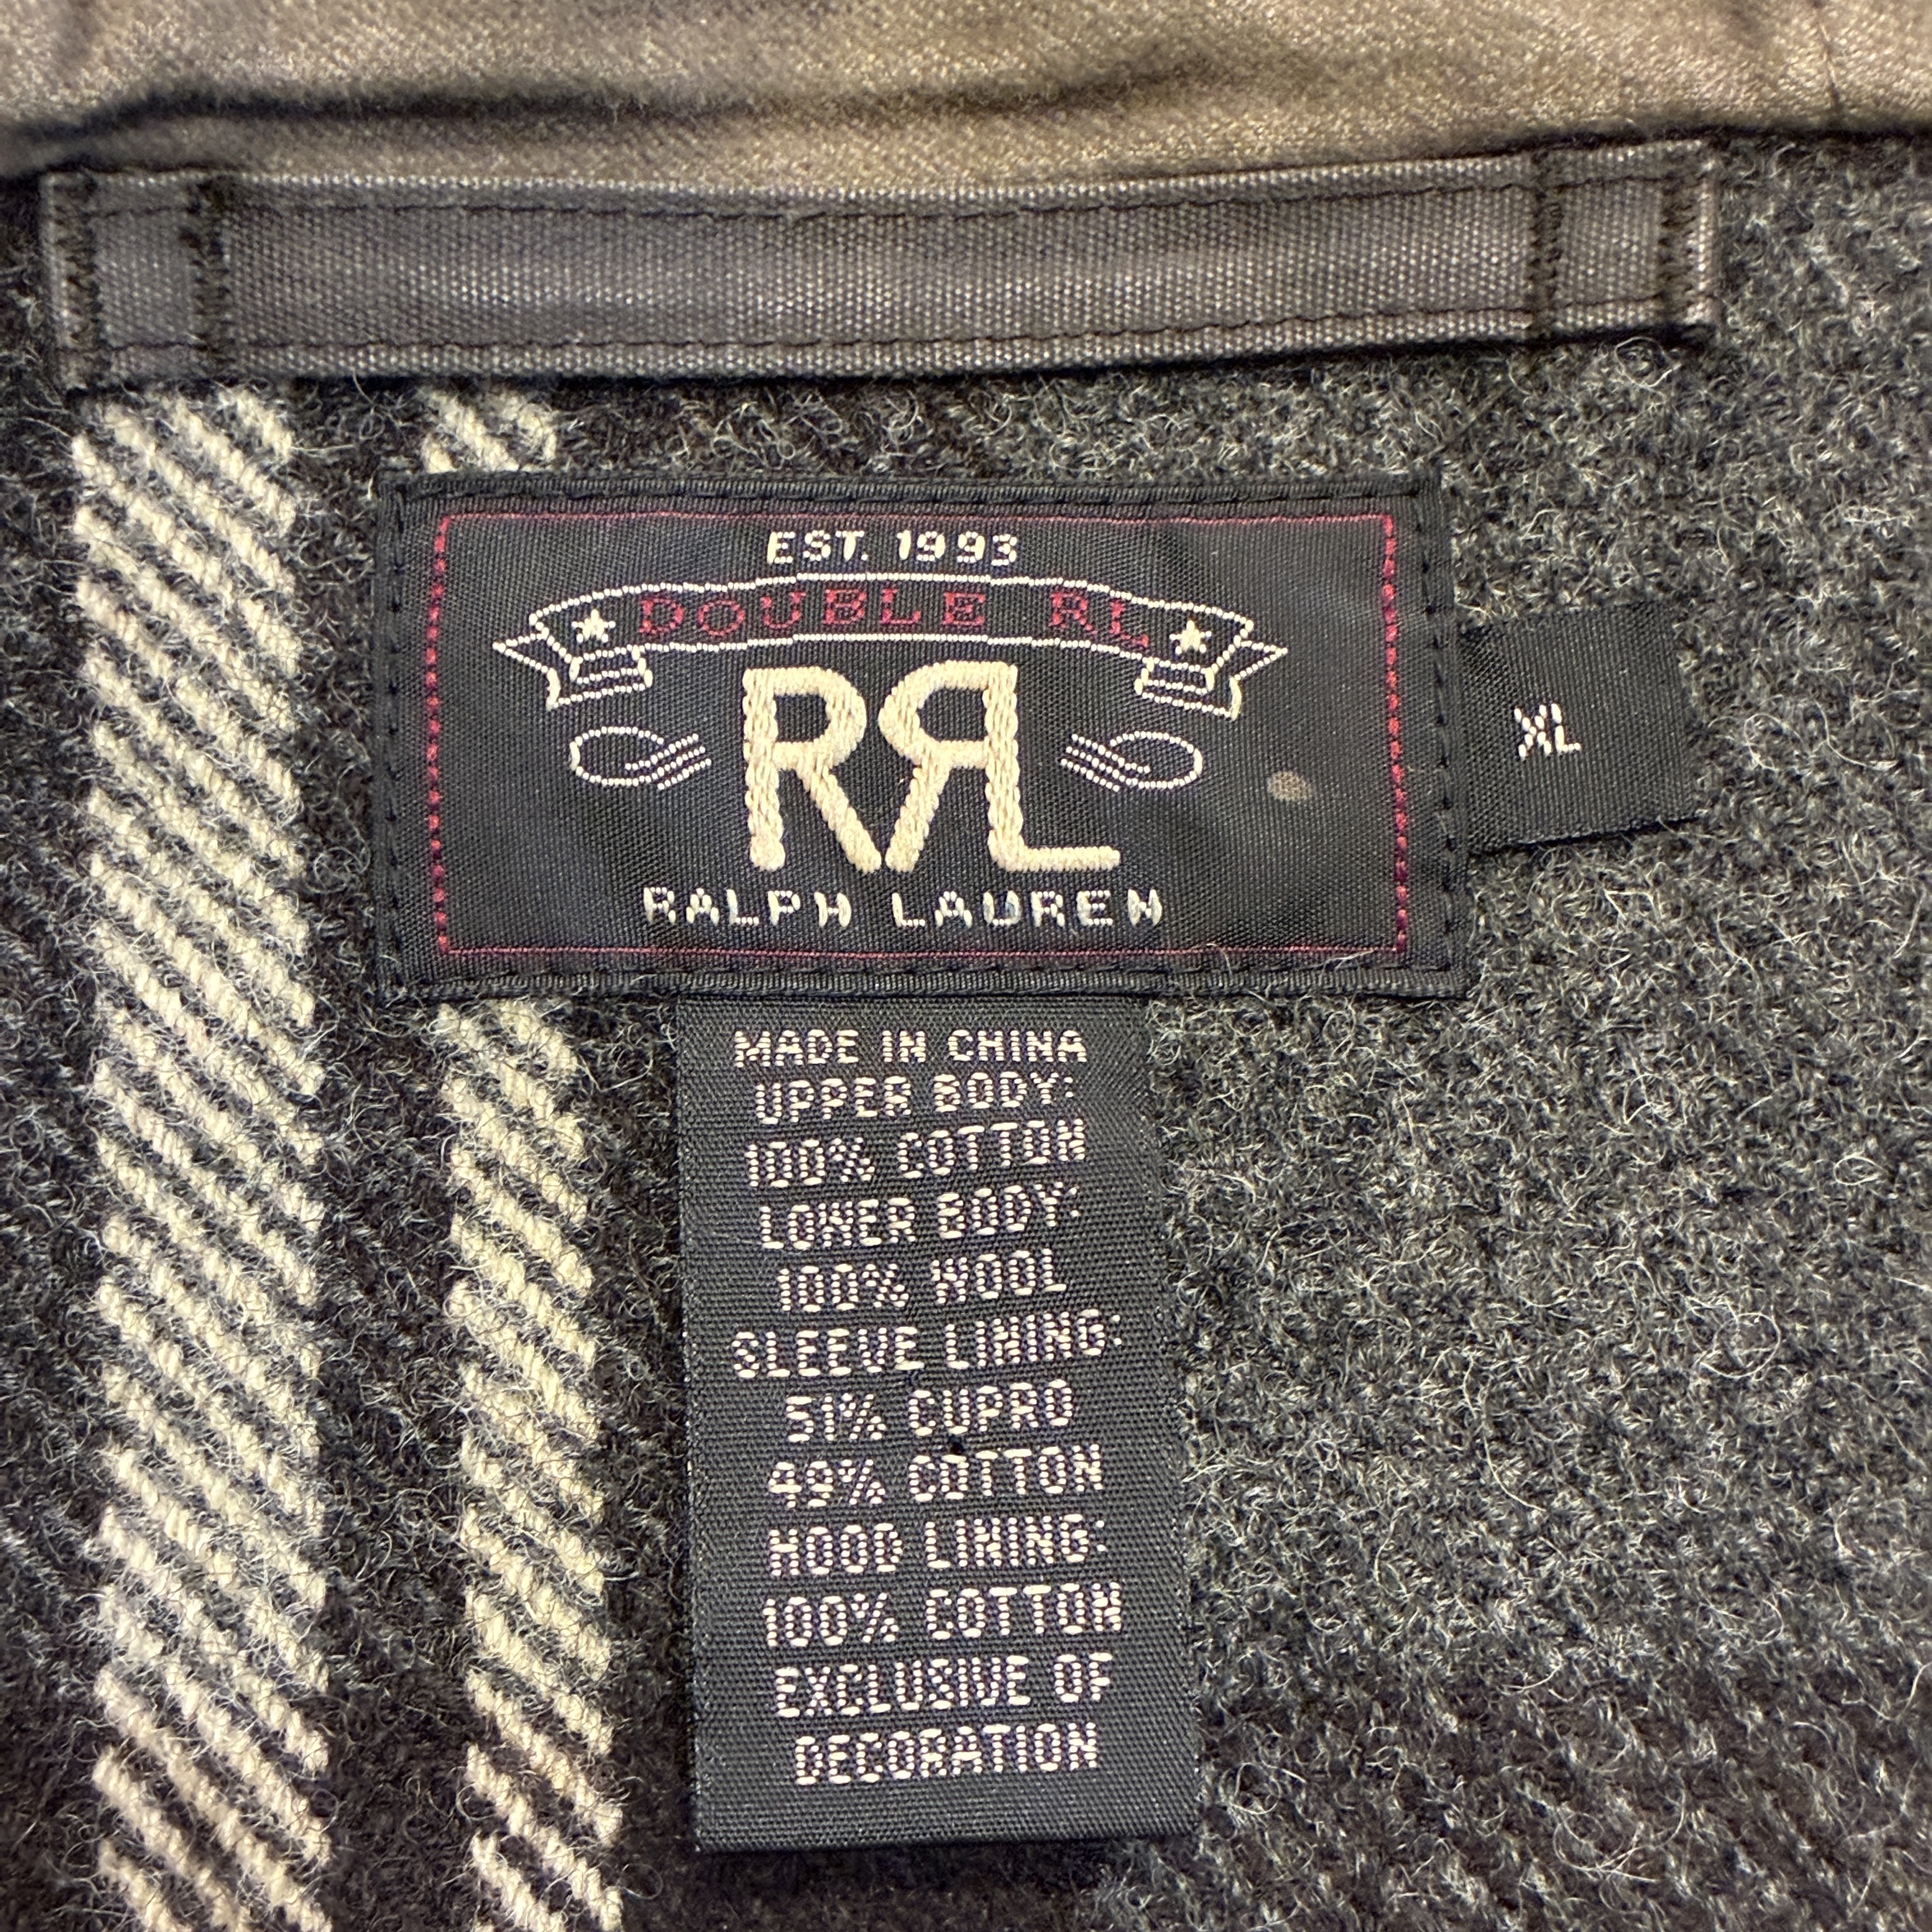 EST. 1993
DOUBLE RL
RRL
RALPH LAUREN
XL
MADE IN CHINA
UPPER BODY:
100% COTTON
LOWER BODY:
100% WOOL
SLEEVE LINING:
51% CUPRO
49% COTTON
HOOD LINING:
100% COTTON
EXCLUSIVE OF
DECORATION